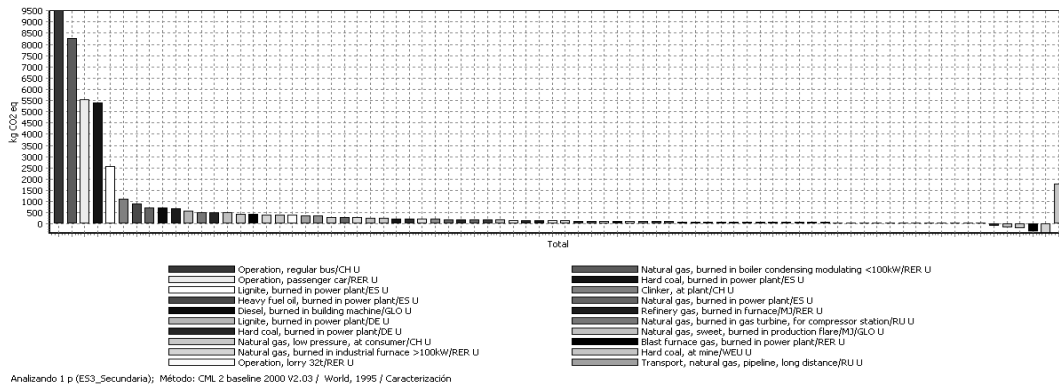 9500
9000
8500
8000
7500
7000
6500
6000
5500
5000
4500
4000
3500
3000
2500
2000
1500
1000
500
0
kg CO2 eq
Total
Operation, regular bus/CH U
Operation, passenger car/RER U
Lignite, burned in power plant/ES U
Heavy fuel oil, burned in power plant/ES U
Diesel, burned in building machine/GLO U
Lignite, burned in power plant/DE U
Hard coal, burned in power plant/DE U
Natural gas, low pressure, at consumer/CH U
Natural gas, burned in industrial furnace >100kW/RER U
Operation, lorry 32t/RER U
Natural gas, burned in boiler condensing modulating <100kW/RER U
Hard coal, burned in power plant/ES U
Clinker, at plant/CH U
Natural gas, burned in power plant/ES U
Refinery gas, burned in furnace/MJ/RER U
Natural gas, burned in gas turbine, for compressor station/RU U
Natural gas, sweet, burned in production flare/MJ/GLO U
Blast furnace gas, burned in power plant/RER U
Hard coal, at mine/WEU U
Transport, natural gas, pipeline, long distance/RU U
Analizando 1 p (ES3_Secundaria); Método: CML 2 baseline 2000 V2.03 / World, 1995 / Caracterización